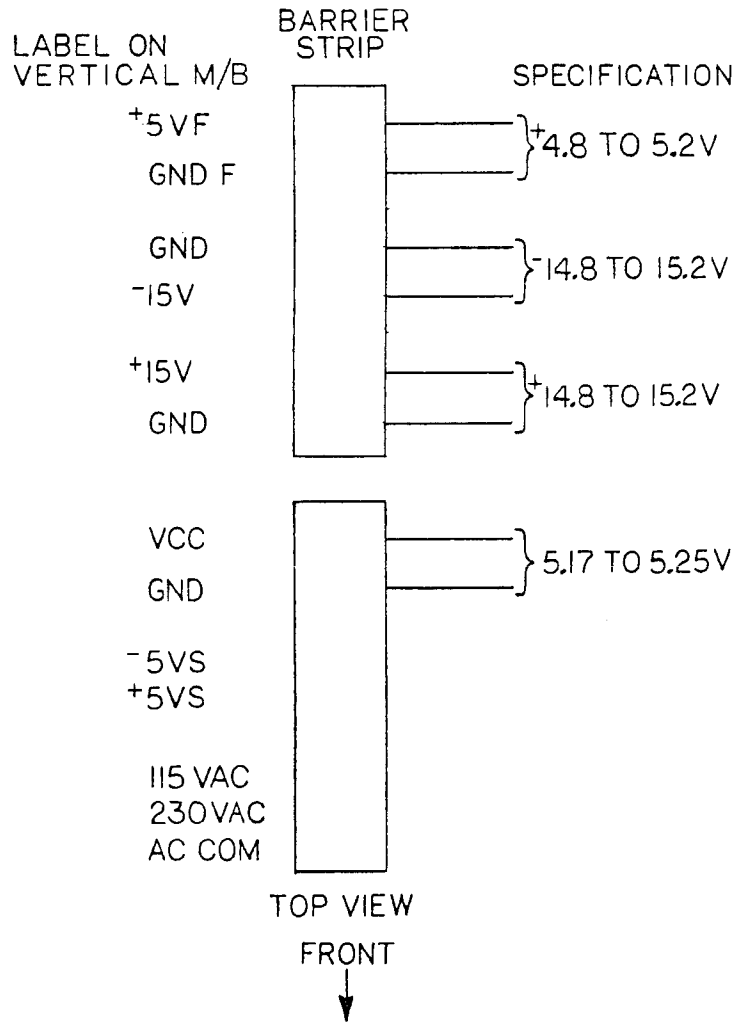 BARRIER
STRIP
LABEL ON
VERTICAL M/B
SPECIFICATION
+5VF
GND F
+4.8 TO 5.2V
GND
-15V
-14.8 TO 15.2V
+15V
GND
+14.8 TO 15.2V
VCC
GND
5.17 TO 5.25V
-5VS
+5VS
115 VAC
230VAC
AC COM
TOP VIEW
FRONT